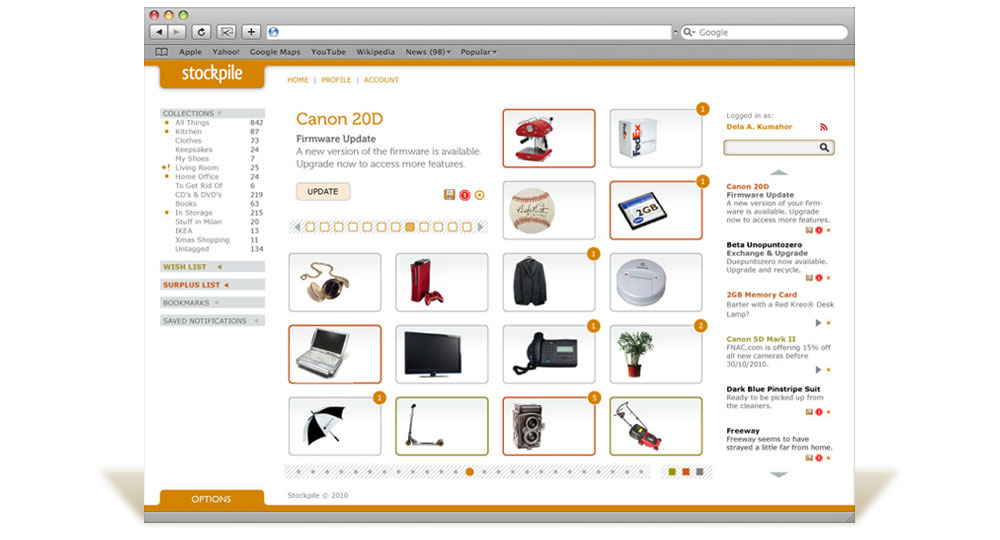 Google
Apple Yahoo! Google Maps YouTube Wikipedia News (98) Popular
stockpile
HOME | PROFILE | ACCOUNT
COLLECTIONS
All Things 842
Kitchen 87
Clothes 73
Keepsakes 24
My Shoes 7
! Living Room 25
Home Office 24
To Get Rid Of 6
CD's & DVD's 219
Books 63
In Storage 215
Stuff in Milan 20
IKEA 13
Xmas Shopping 11
Untagged 134
WISH LIST
SURPLUS LIST
BOOKMARKS
SAVED NOTIFICATIONS
OPTIONS
Canon 20D
Firmware Update
A new version of the firmware is available.
Upgrade now to access more features.
UPDATE
1
FedEx
1
2GB
1
1
2
1
5
Stockpile © 2010
Logged in as:
Dela A. Kumahor
Canon 20D
Firmware Update
A new version of your firm-
ware is available. Upgrade
now to access more features.
Beta Unopuntozero
Exchange & Upgrade
Duepuntozero now available.
Upgrade and recycle.
2GB Memory Card
Barter with a Red Kreo® Desk
Lamp?
Canon 5D Mark II
FNAC.com is offering 15% off
all new cameras before
30/10/2010.
Dark Blue Pinstripe Suit
Ready to be picked up from
the cleaners.
Freeway
Freeway seems to have
strayed a little far from home.